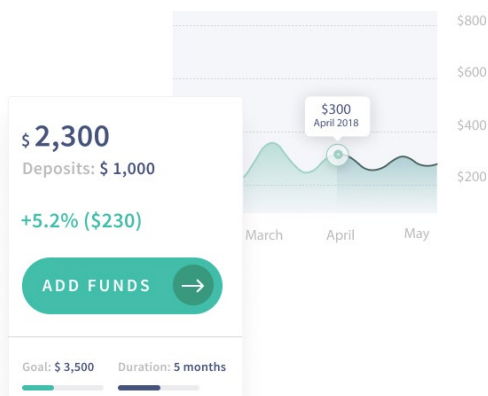 $800
$600
$400
$200
$300
April 2018
March April May
$ 2,300
Deposits: $ 1,000
+5.2% ($230)
ADD FUNDS
Goal: $ 3,500 Duration: 5 months